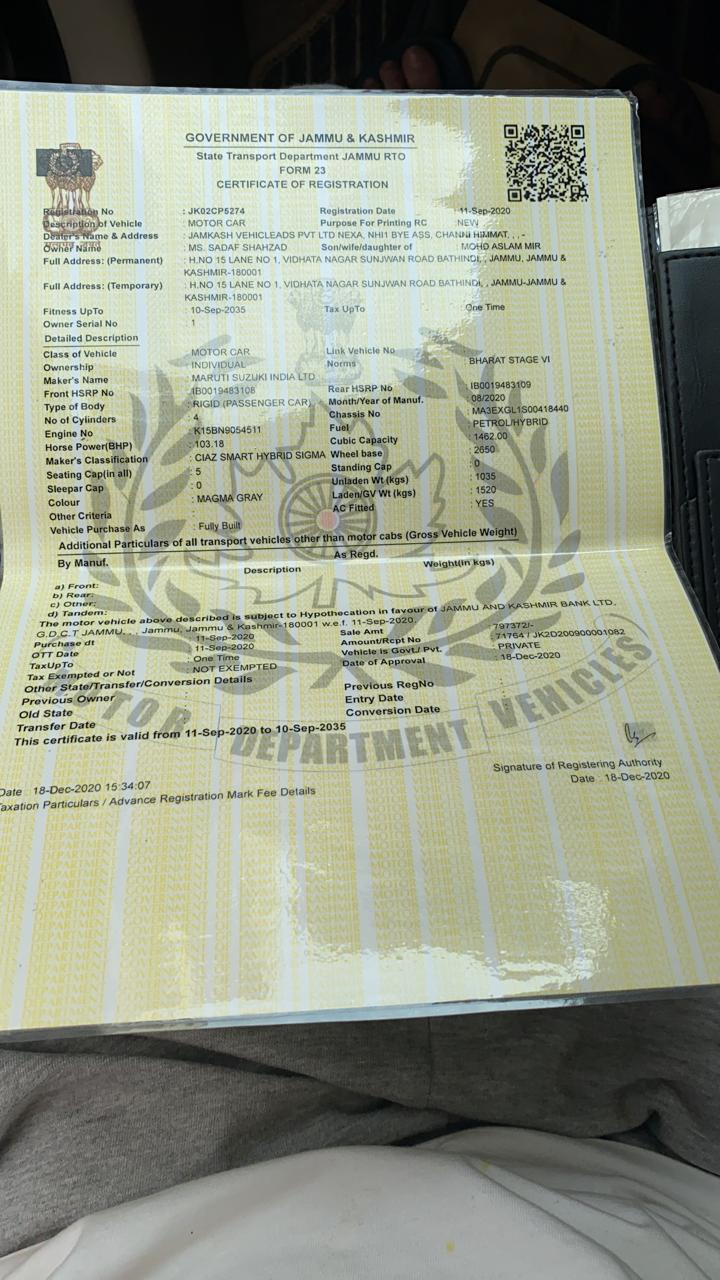 GOVERNMENT OF JAMMU & KASHMIR
State Transport Department JAMMU RTO
FORM 23
CERTIFICATE OF REGISTRATION
Registration No : JK02CP5274 Registration Date : 11-Sep-2020
Description of Vehicle : MOTOR CAR Purpose For Printing RC : NEW
Dealer's Name & Address : JAMKASH VEHICLEADS PVT LTD NEXA, NHI1 BYE ASS, CHANNI HIMMAT, , , -
Owner Name : MS. SADAF SHAHZAD Son/wife/daughter of : MOHD ASLAM MIR
Full Address: (Permanent) : H.NO 15 LANE NO 1, VIDHATA NAGAR SUNJWAN ROAD BATHINDI, , JAMMU, JAMMU &
KASHMIR-180001
Full Address: (Temporary) : H.NO 15 LANE NO 1, VIDHATA NAGAR SUNJWAN ROAD BATHINDI, , JAMMU-JAMMU &
KASHMIR-180001
Fitness UpTo : 10-Sep-2035 Tax UpTo : One Time
Owner Serial No : 1
Detailed Description
Class of Vehicle : MOTOR CAR Link Vehicle No :
Ownership : INDIVIDUAL Norms : BHARAT STAGE VI
Maker's Name : MARUTI SUZUKI INDIA LTD
Front HSRP No : IB0019483108 Rear HSRP No : IB0019483109
Type of Body : RIGID (PASSENGER CAR) Month/Year of Manuf. : 08/2020
No of Cylinders : 4 Chassis No : MA3EXGL1S00418440
Engine No : K15BN9054511 Fuel : PETROL/HYBRID
Horse Power(BHP) : 103.18 Cubic Capacity : 1462.00
Maker's Classification : CIAZ SMART HYBRID SIGMA Wheel base : 2650
Seating Cap(in all) : 5 Standing Cap : 0
Sleepar Cap : 0 Unladen Wt (kgs) : 1035
Colour : MAGMA GRAY Laden/GV Wt (kgs) : 1520
Other Criteria AC Fitted : YES
Vehicle Purchase As : Fully Built
Additional Particulars of all transport vehicles other than motor cabs (Gross Vehicle Weight)
By Manuf. As Regd.
Description Weight(in kgs)
a) Front:
b) Rear:
c) Other:
d) Tandem:
The motor vehicle above described is subject to Hypothecation in favour of JAMMU AND KASHMIR BANK LTD.
G.D.C.T JAMMU, . , Jammu, Jammu & Kashmir-180001 w.e.f. 11-Sep-2020.
Purchase dt : 11-Sep-2020 Sale Amt : 797372/-
OTT Date : 11-Sep-2020 Amount/Rcpt No : 71764 / JK2D200900001082
TaxUpTo : One Time Vehicle is Govt./ Pvt. : PRIVATE
Tax Exempted or Not : NOT EXEMPTED Date of Approval : 18-Dec-2020
Other State/Transfer/Conversion Details
Previous Owner : Previous RegNo :
Old State : Entry Date :
Transfer Date : Conversion Date :
This certificate is valid from 11-Sep-2020 to 10-Sep-2035
MOTOR DEPARTMENT VEHICLES
Signature of Registering Authority
Date : 18-Dec-2020
Date : 18-Dec-2020 15:34:07
Taxation Particulars / Advance Registration Mark Fee Details